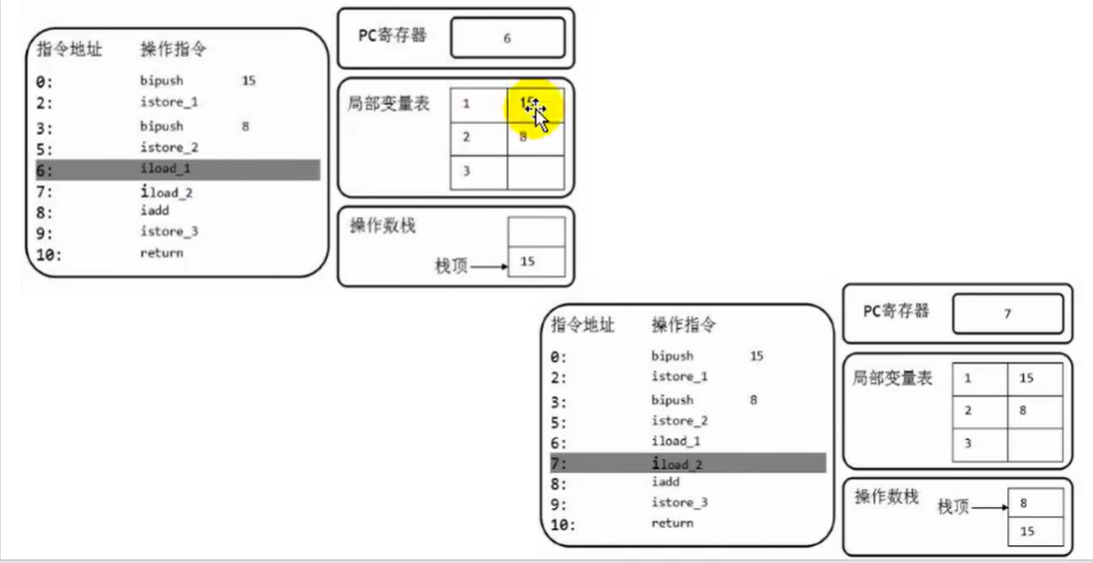 指令地址 操作指令
0: bipush 15
2: istore_1
3: bipush 8
5: istore_2
6: iload_1
7: iload_2
8: iadd
9: istore_3
10: return
PC寄存器 6
局部变量表 1 15
2 8
3
操作数栈
栈顶 15
指令地址 操作指令
0: bipush 15
2: istore_1
3: bipush 8
5: istore_2
6: iload_1
7: iload_2
8: iadd
9: istore_3
10: return
PC寄存器 7
局部变量表 1 15
2 8
3
操作数栈 栈顶 8
15